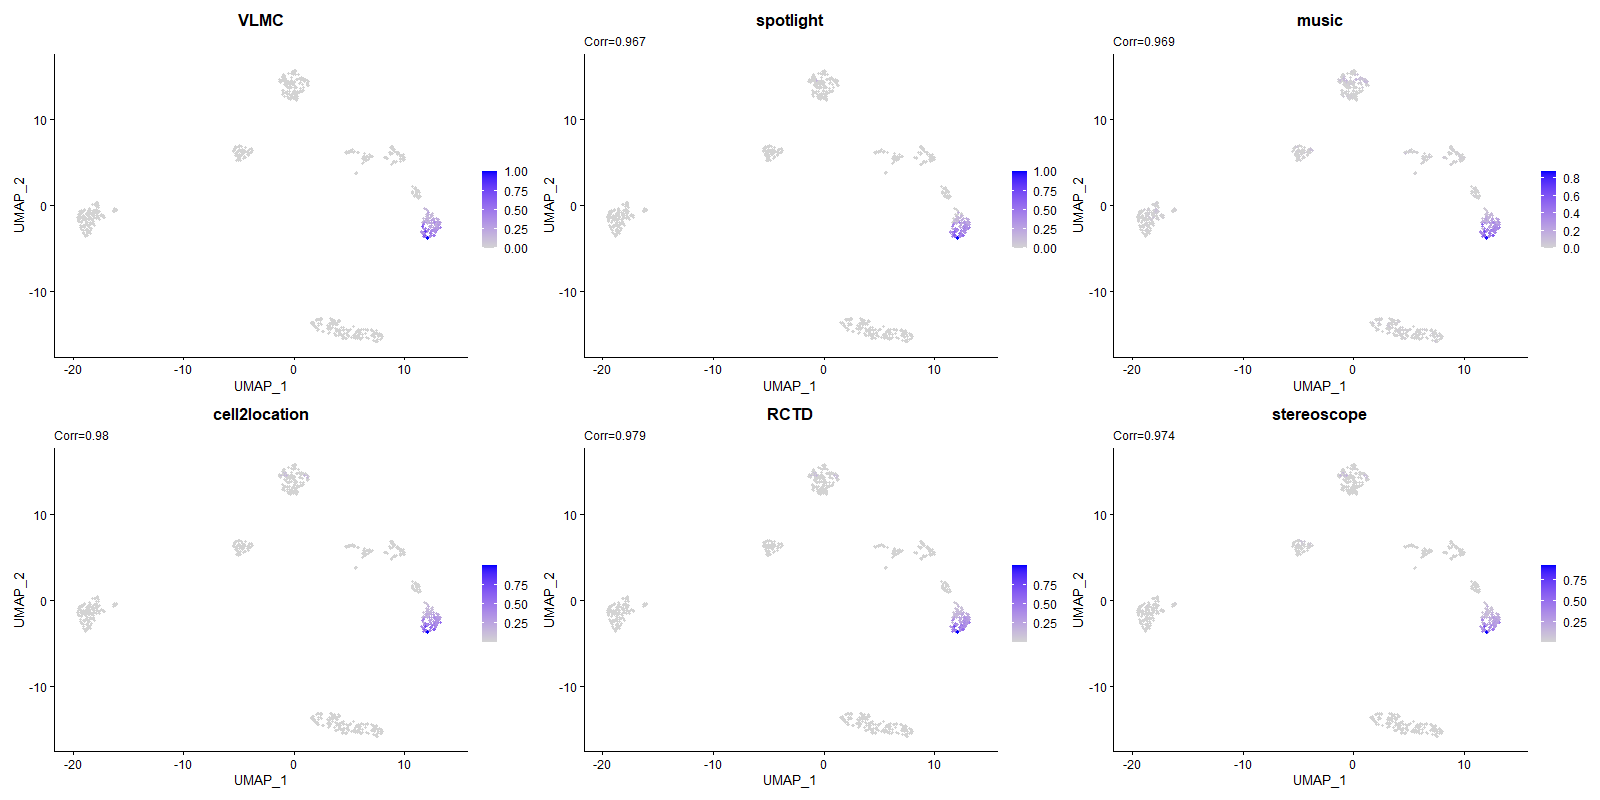 VLMC
UMAP_2
10
0
-10
-20
-10
0
10
UMAP_1
1.00
0.75
0.50
0.25
0.00
spotlight
Corr=0.967
UMAP_2
10
0
-10
-20
-10
0
10
UMAP_1
1.00
0.75
0.50
0.25
0.00
music
Corr=0.969
UMAP_2
10
0
-10
-20
-10
0
10
UMAP_1
0.8
0.6
0.4
0.2
0.0
cell2location
Corr=0.98
UMAP_2
10
0
-10
-20
-10
0
10
UMAP_1
0.75
0.50
0.25
RCTD
Corr=0.979
UMAP_2
10
0
-10
-20
-10
0
10
UMAP_1
0.75
0.50
0.25
stereoscope
Corr=0.974
UMAP_2
10
0
-10
-20
-10
0
10
UMAP_1
0.75
0.50
0.25